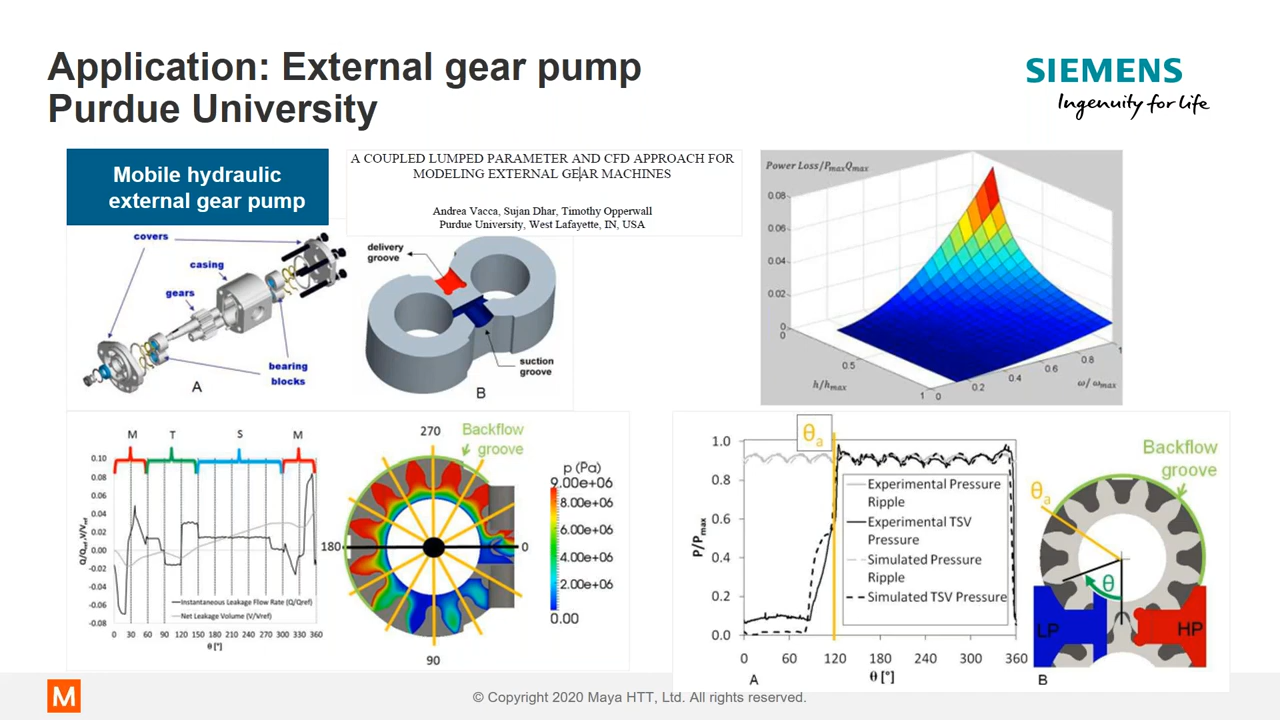 Application: External gear pump
Purdue University
SIEMENS
Ingenuity for life
Mobile hydraulic
external gear pump
A COUPLED LUMPED PARAMETER AND CFD APPROACH FOR
MODELING EXTERNAL GEAR MACHINES
Andrea Vacca, Sujan Dhar, Timothy Opperwall
Purdue University, West Lafayette, IN, USA
covers
casing
gears
bearing
blocks
A
delivery
groove
suction
groove
B
Power Loss/PmaxQmax
0.08
0.06
0.04
0.02
0
0
0.5
1
h/hmax
0
0.2
0.4
0.6
0.8
1
ω/ωmax
M T S M
0.10
0.08
0.06
0.04
0.02
0.00
-0.02
-0.04
-0.06
-0.08
Q/Qref, V/Vref
Instantaneous Leakage Flow Rate (Q/Qref)
Net Leakage Volume (V/Vref)
0 30 60 90 120 150 180 210 240 270 300 330 360
θ [°]
270
Backflow
groove
180
0
90
p (Pa)
9.00e+06
8.00e+06
6.00e+06
4.00e+06
2.00e+06
0.00
θa
1.0
0.8
0.6
0.4
0.2
0.0
P/Pmax
Experimental Pressure
Ripple
Experimental TSV
Pressure
Simulated Pressure
Ripple
Simulated TSV Pressure
0 60 120 180 240 300 360
A
θ [°]
Backflow
groove
θa
θ
LP
HP
B
M
© Copyright 2020 Maya HTT, Ltd. All rights reserved.